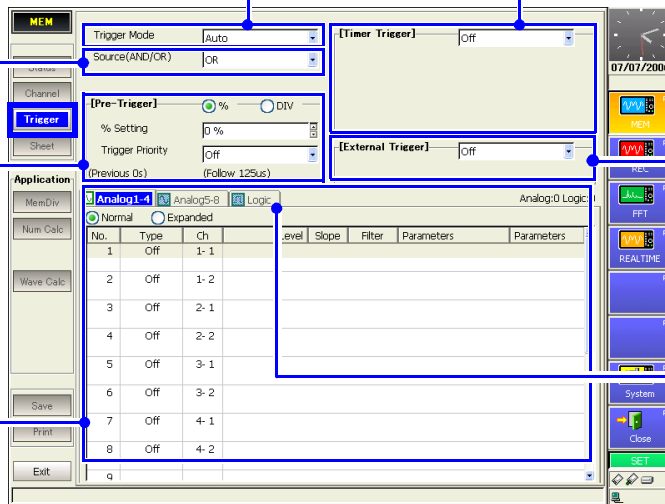 MEM
Status
Channel
Trigger
Sheet
Application
MemDiv
Num Calc
Wave Calc
Save
Print
Exit
Trigger Mode Auto
Source(AND/OR) OR
[Pre-Trigger] % DIV
% Setting 0 %
Trigger Priority Off
(Previous 0s) (Follow 125us)
[Timer Trigger] Off
[External Trigger] Off
Analog1-4 Analog5-8 Logic Analog:0 Logic:
Normal Expanded
No. Type Ch Level Slope Filter Parameters Parameters
1 Off 1- 1
2 Off 1- 2
3 Off 2- 1
4 Off 2- 2
5 Off 3- 1
6 Off 3- 2
7 Off 4- 1
8 Off 4- 2
9
07/07/200
MEM
REC
FFT
REALTIME
System
Close
SET